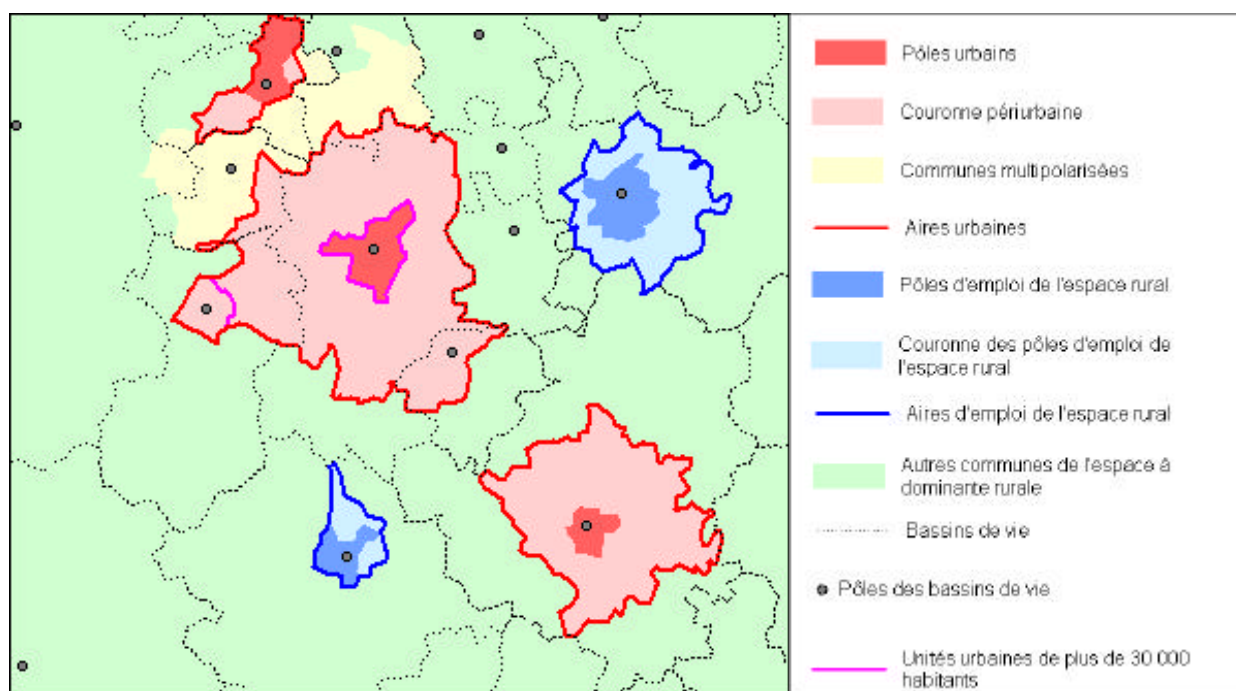 Pôles urbains
Couronne périurbaine
Communes multipolarisées
Aires urbaines
Pôles d'emploi de l'espace rural
Couronne des pôles d'emploi de
l'espace rural
Aires d'emploi de l'espace rural
Autres communes de l'espace à
dominante rurale
Bassins de vie
Pôles des bassins de vie
Unités urbaines de plus de 30 000
habitants